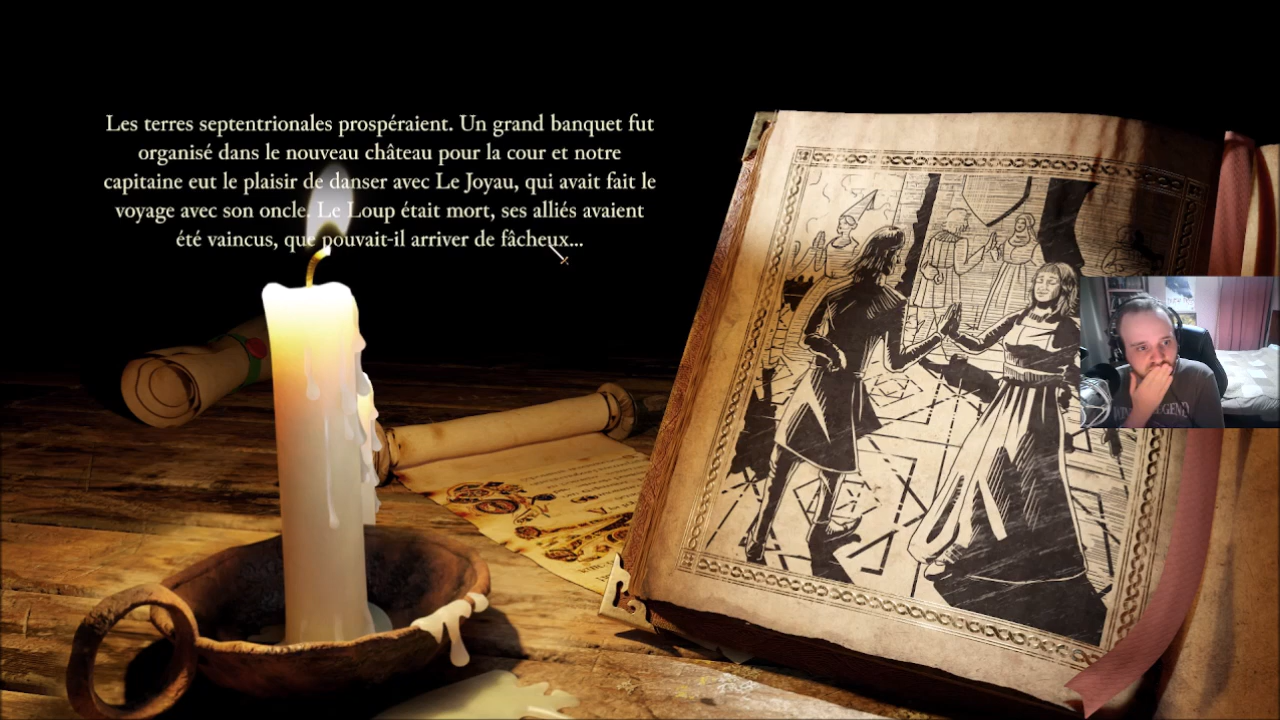 Les terres septentrionales prospéraient. Un grand banquet fut
organisé dans le nouveau château pour la cour et notre
capitaine eut le plaisir de danser avec Le Joyau, qui avait fait le
voyage avec son oncle. Le Loup était mort, ses alliés avaient
été vaincus, que pouvait-il arriver de fâcheux...